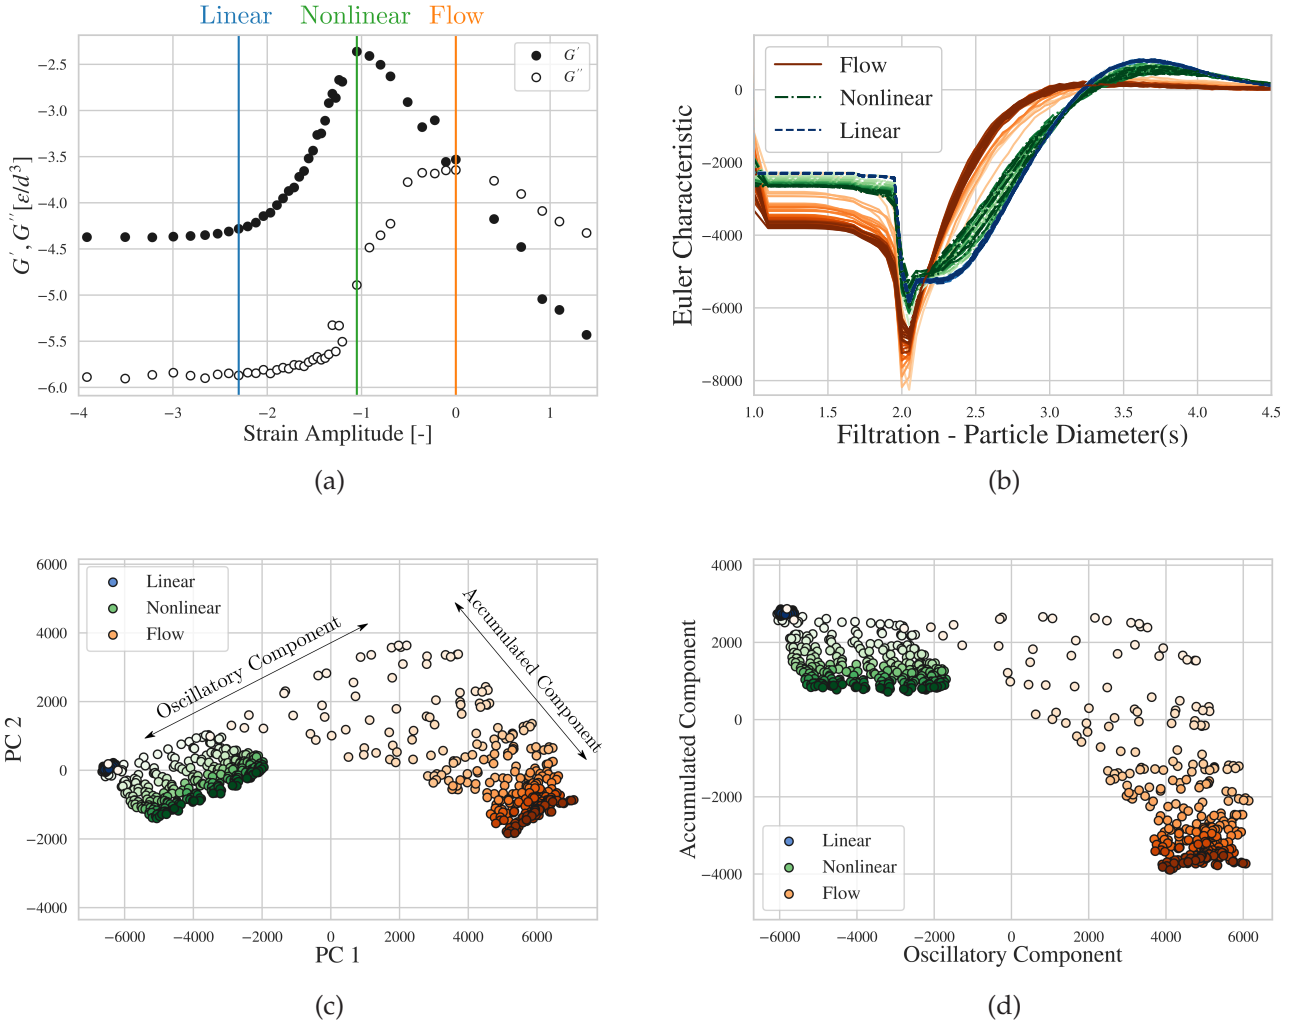 Linear Nonlinear Flow
G′
G′′
−2.5
−3.0
−3.5
−4.0
−4.5
−5.0
−5.5
−6.0
G′ , G′′ [ε/d³]
−4 −3 −2 −1 0 1
Strain Amplitude [-]
(a)
Flow
Nonlinear
Linear
0
−2000
−4000
−6000
−8000
Euler Characteristic
1.0 1.5 2.0 2.5 3.0 3.5 4.0 4.5
Filtration - Particle Diameter(s)
(b)
Linear
Nonlinear
Flow
Oscillatory Component
Accumulated Component
6000
4000
2000
0
−2000
−4000
PC 2
−6000 −4000 −2000 0 2000 4000 6000
PC 1
(c)
4000
2000
0
−2000
−4000
Accumulated Component
Linear
Nonlinear
Flow
−6000 −4000 −2000 0 2000 4000 6000
Oscillatory Component
(d)